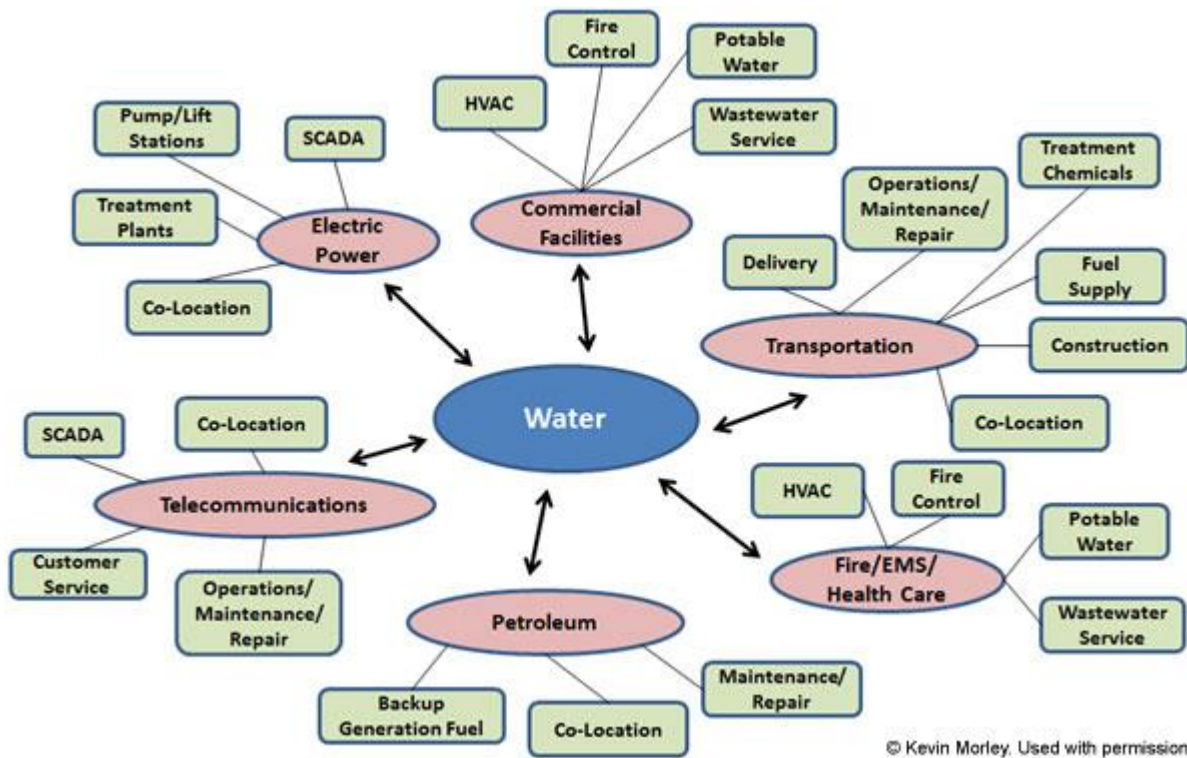 Fire
Control
Potable
Water
HVAC
Wastewater
Service
Pump/Lift
Stations
SCADA
Treatment
Plants
Electric
Power
Co-Location
Commercial
Facilities
Operations/
Maintenance/
Repair
Treatment
Chemicals
Delivery
Fuel
Supply
Transportation
Construction
Co-Location
Water
SCADA
Co-Location
Telecommunications
Customer
Service
Operations/
Maintenance/
Repair
HVAC
Fire
Control
Potable
Water
Fire/EMS/
Health Care
Wastewater
Service
Petroleum
Backup
Generation Fuel
Co-Location
Maintenance/
Repair
© Kevin Morley. Used with permission